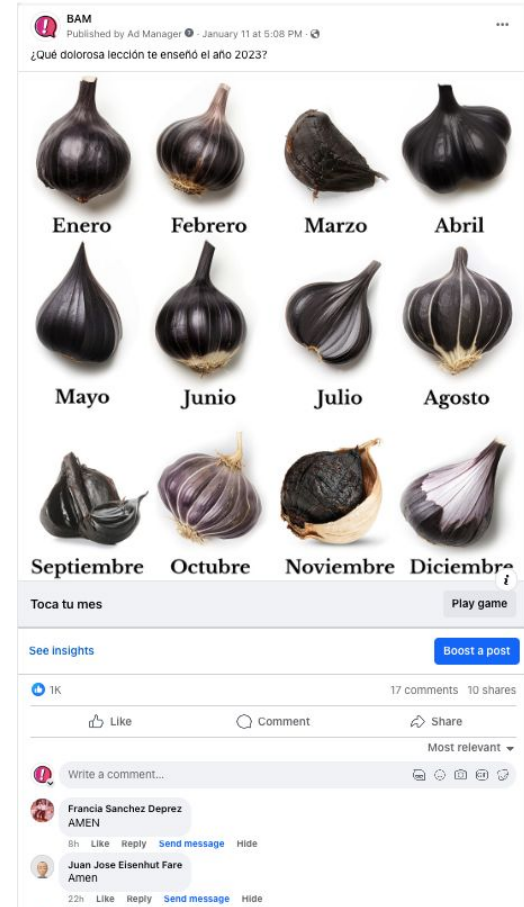 BAM
Published by Ad Manager · January 11 at 5:08 PM ·
¿Qué dolorosa lección te enseñó el año 2023?
Enero Febrero Marzo Abril
Mayo Junio Julio Agosto
Septiembre Octubre Noviembre Diciembre
i
Toca tu mes Play game
See insights Boost a post
1K 17 comments 10 shares
Like Comment Share
Most relevant
Write a comment... GIF
Francia Sanchez Deprez
AMEN
8h Like Reply Send message Hide
Juan Jose Eisenhut Fare
Amen
22h Like Reply Send message Hide